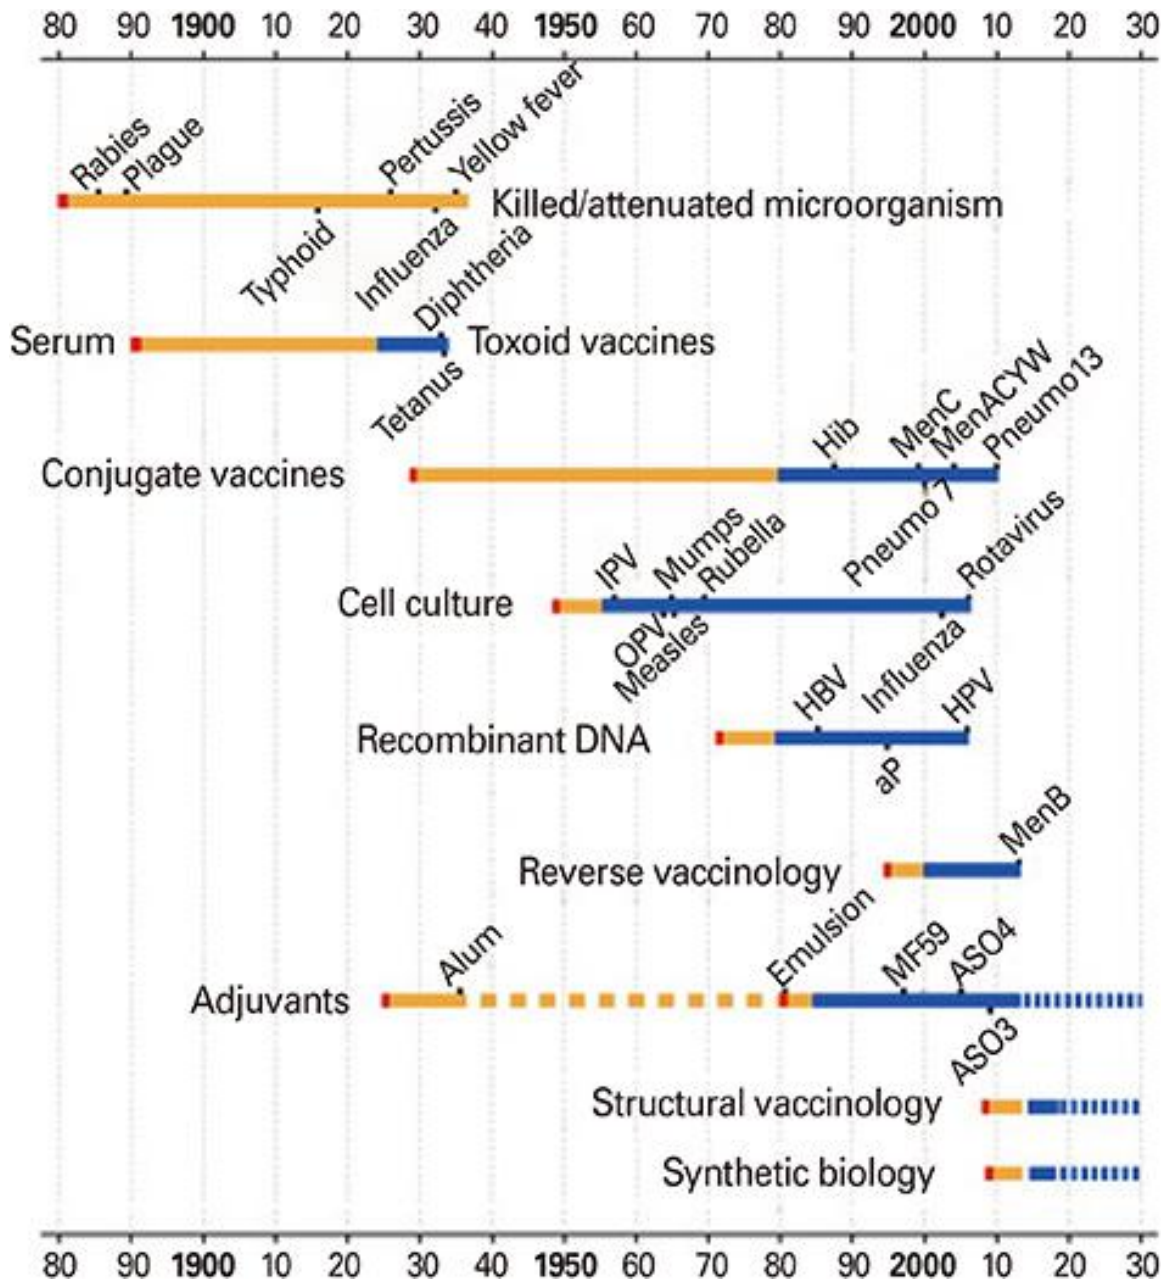 80 90 1900 10 20 30 40 1950 60 70 80 90 2000 10 20 30
Rabies
Plague
Pertussis
Yellow fever
Killed/attenuated microorganism
Typhoid
Influenza
Diphtheria
Serum
Toxoid vaccines
Tetanus
Hib
MenC
MenACYW
Pneumo13
Conjugate vaccines
Pneumo 7
IPV
Mumps
Rubella
Rotavirus
Cell culture
OPV
Measles
Influenza
HBV
HPV
Recombinant DNA
aP
MenB
Reverse vaccinology
Alum
Emulsion
MF59
ASO4
Adjuvants
ASO3
Structural vaccinology
Synthetic biology
80 90 1900 10 20 30 40 1950 60 70 80 90 2000 10 20 30